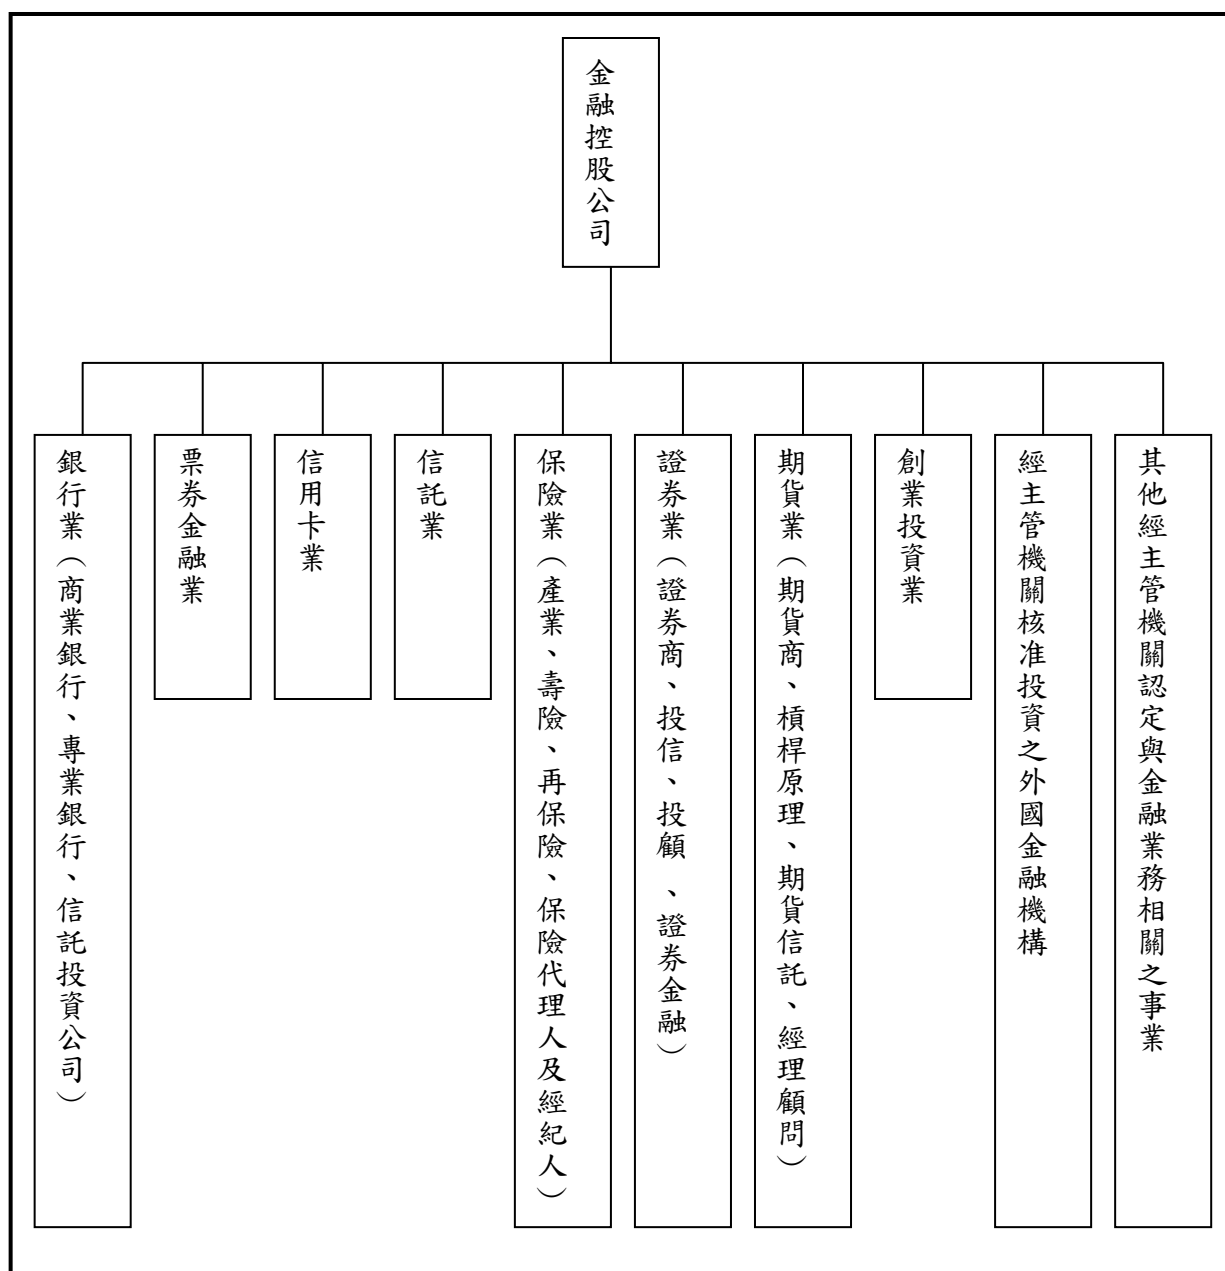 金融控股公司
銀行業（商業銀行、專業銀行、信託投資公司）
票券金融業
信用卡業
信託業
保險業（產業、壽險、再保險、保險代理人及經紀人）
證券業（證券商、投信、投顧 、證券金融）
期貨業（期貨商、槓桿原理、期貨信託、經理顧問）
創業投資業
經主管機關核准投資之外國金融機構
其他經主管機關認定與金融業務相關之事業